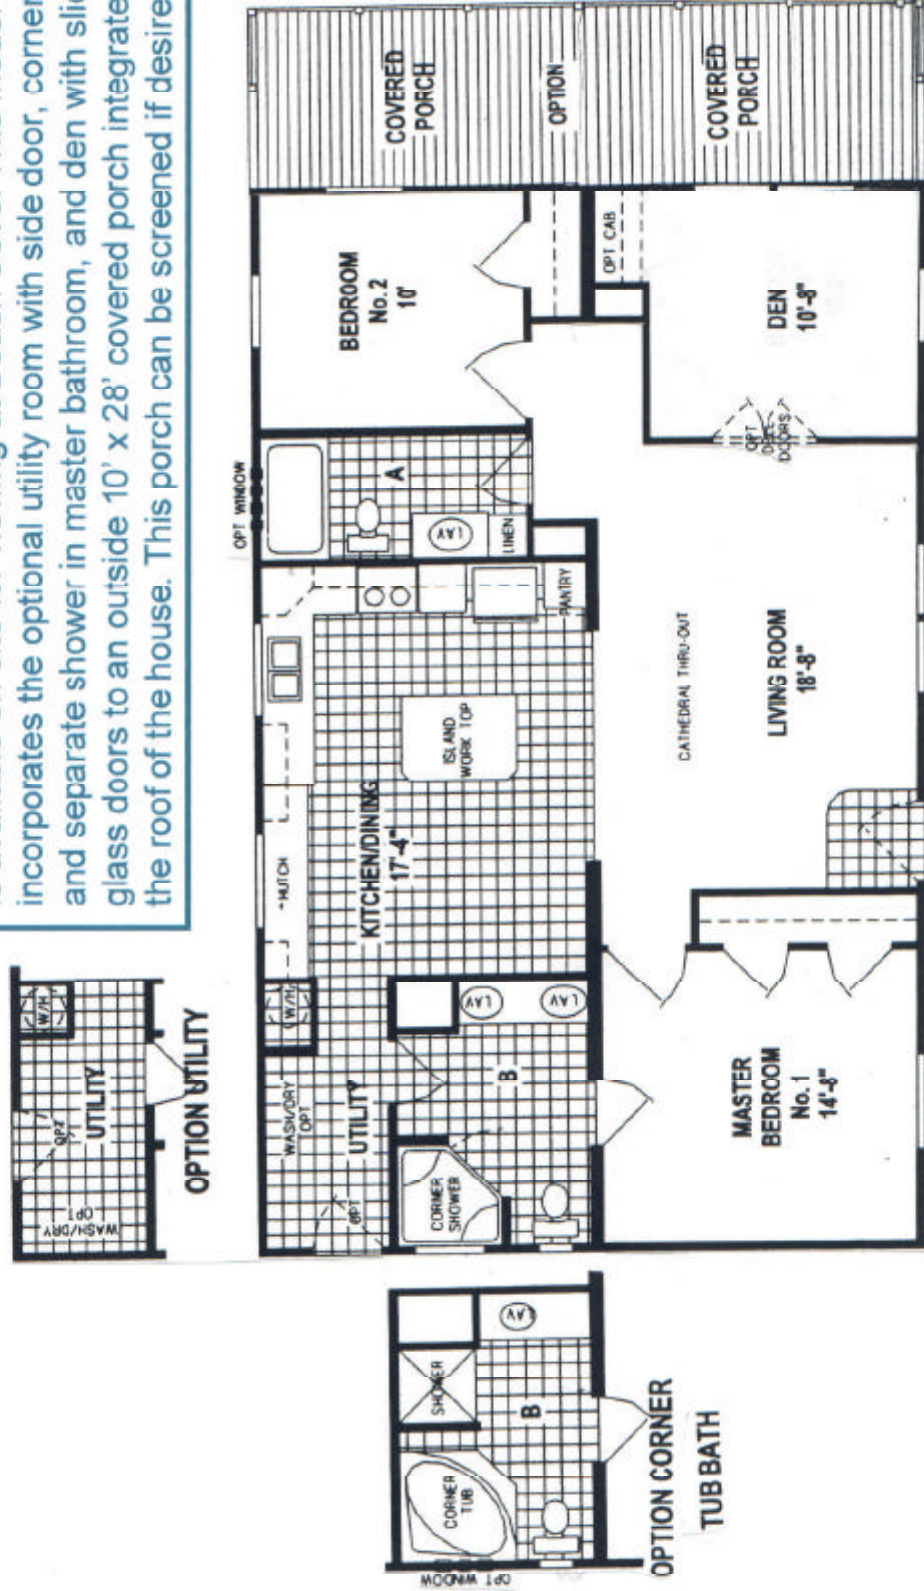 incorporates the optional utility room with side door, corner
and separate shower in master bathroom, and den with
glass doors to an outside 10' x 28' covered porch
the roof of the house. This porch can be screened if
W/H
OPT
UTILITY
WASH/DRY
OPT
OPTION UTILITY
OPT WINDOW
HUTCH
KITCHEN/DINING
17'-4"
ISLAND
WORK TOP
PANTRY
LINEN
LAV
A
BEDROOM
No. 2
10'
COVERED
PORCH
OPTION
COVERED
PORCH
OPT CAB
DEN
10'-8"
OPT
DOORS
CATHEDRAL THRU-OUT
LIVING ROOM
18'-8"
W/H
WASH/DRY
OPT
UTILITY
OPT
CORNER
SHOWER
B
LAV
LAV
MASTER
BEDROOM
No. 1
14'-8"
OPT WINDOW
CORNER
TUB
SHOWER
LAV
B
OPTION CORNER
TUB BATH